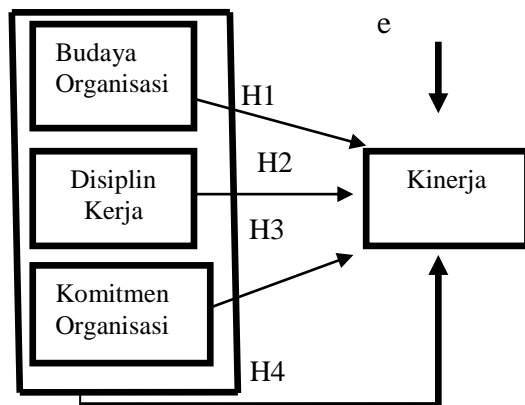 e
Budaya
Organisasi
H1
H2
Disiplin
Kerja
Kinerja
H3
Komitmen
Organisasi
H4